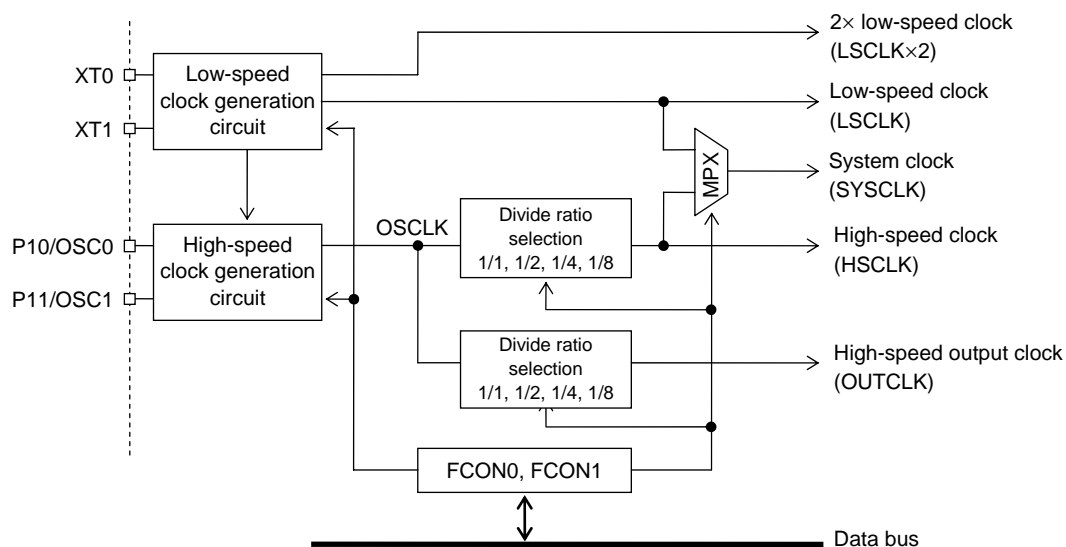 2× low-speed clock
(LSCLK×2)
XT0
XT1
Low-speed
clock generation
circuit
Low-speed clock
(LSCLK)
MPX
System clock
(SYSCLK)
P10/OSC0
P11/OSC1
High-speed
clock generation
circuit
OSCLK
Divide ratio
selection
1/1, 1/2, 1/4, 1/8
High-speed clock
(HSCLK)
Divide ratio
selection
1/1, 1/2, 1/4, 1/8
High-speed output clock
(OUTCLK)
FCON0, FCON1
Data bus